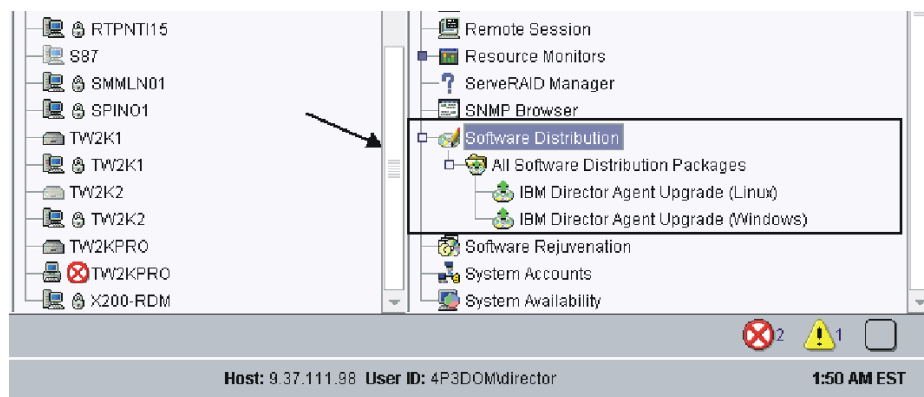 RTPNTI15
S87
SMMLN01
SPINO1
TW2K1
TW2K1
TW2K2
TW2K2
TW2KPRO
TW2KPRO
X200-RDM
Remote Session
Resource Monitors
ServeRAID Manager
SNMP Browser
Software Distribution
All Software Distribution Packages
IBM Director Agent Upgrade (Linux)
IBM Director Agent Upgrade (Windows)
Software Rejuvenation
System Accounts
System Availability
2 1
Host: 9.37.111.98 User ID: 4P3DOM\director 1:50 AM EST